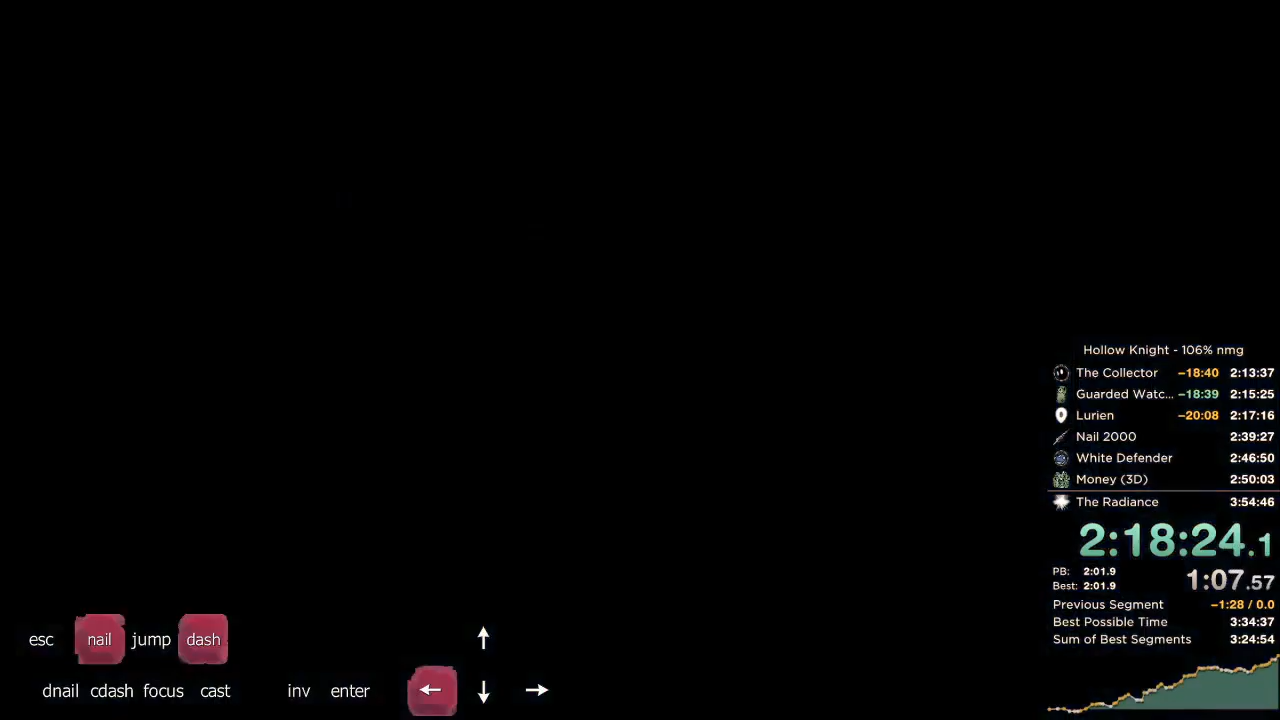 Hollow Knight - 106% nmg
The Collector −18:40 2:13:37
Guarded Watc... −18:39 2:15:25
Lurien −20:08 2:17:16
Nail 2000 2:39:27
White Defender 2:46:50
Money (3D) 2:50:03
The Radiance 3:54:46
2:18:24.1
PB: 2:01.9
Best: 2:01.9
1:07.57
Previous Segment −1:28 / 0.0
Best Possible Time 3:34:37
Sum of Best Segments 3:24:54
esc nail jump dash ↑
dnail cdash focus cast inv enter ← ↓ →